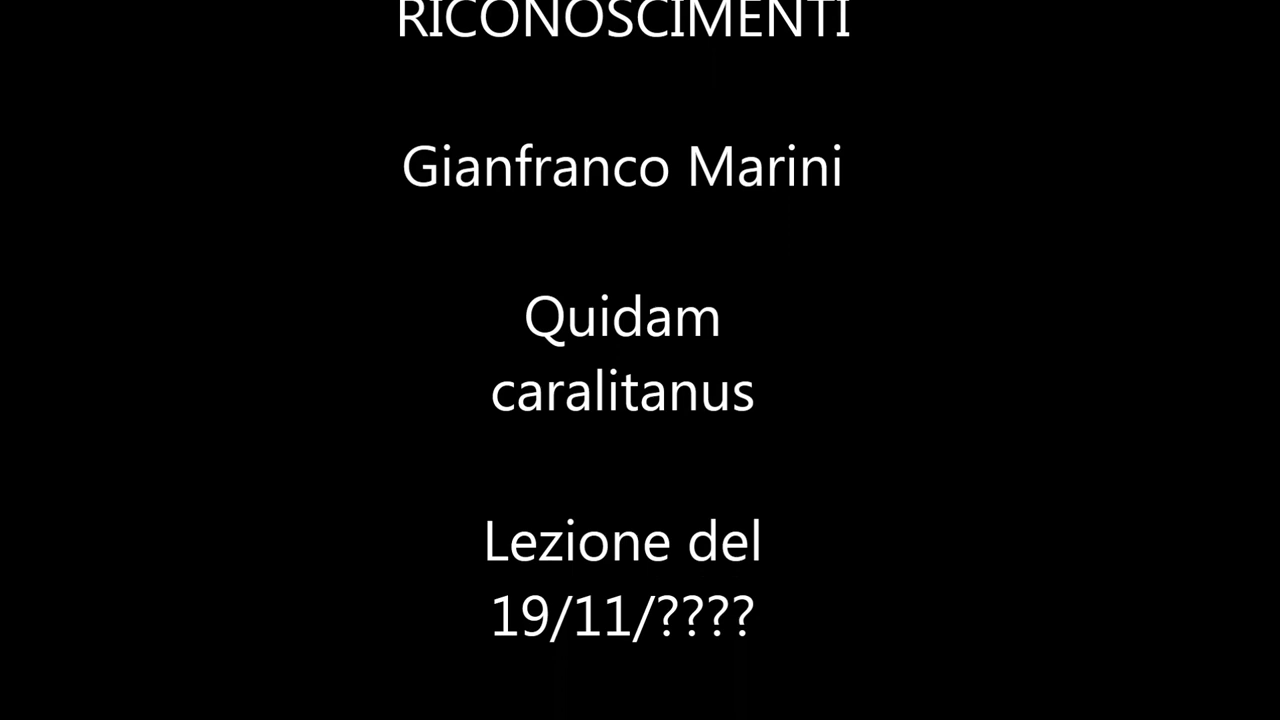 RICONOSCIMENTI
Gianfranco Marini
Quidam
caralitanus
Lezione del
19/11/????